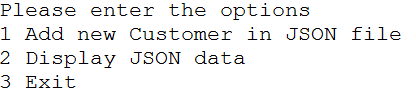 Please enter the options
1 Add new Customer in JSON file
2 Display JSON data
3 Exit